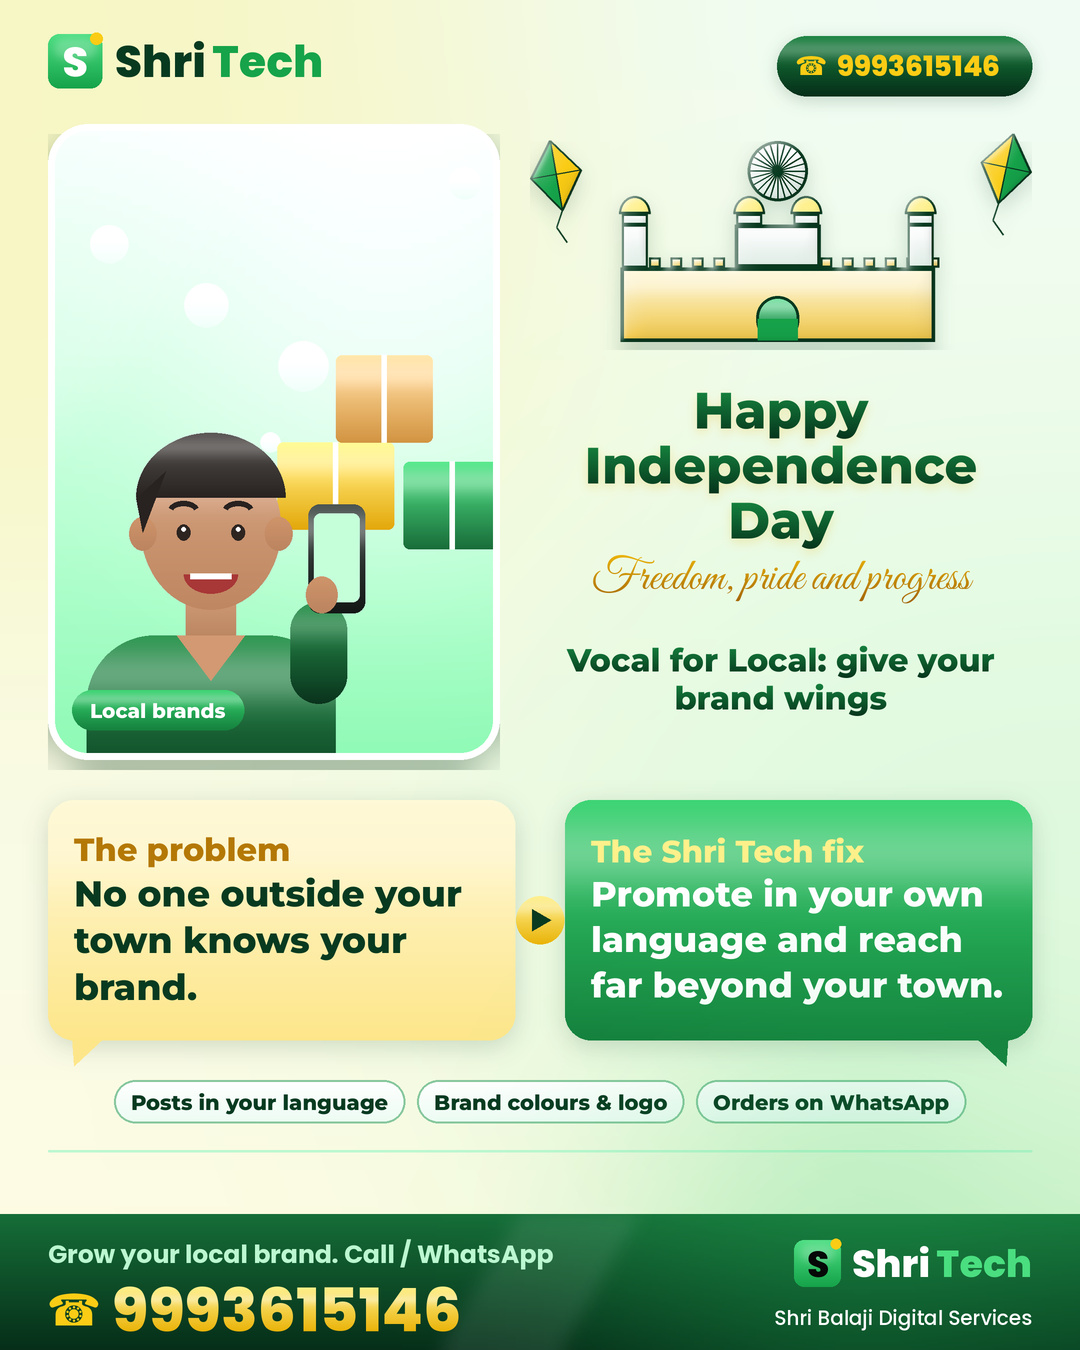 S Shri Tech
☎ 9993615146
Happy
Independence
Day
Freedom, pride and progress
Vocal for Local: give your
brand wings
Local brands
The problem
No one outside your
town knows your
brand.
The Shri Tech fix
Promote in your own
language and reach
far beyond your town.
Posts in your language
Brand colours & logo
Orders on WhatsApp
Grow your local brand. Call / WhatsApp
☎ 9993615146
S Shri Tech
Shri Balaji Digital Services